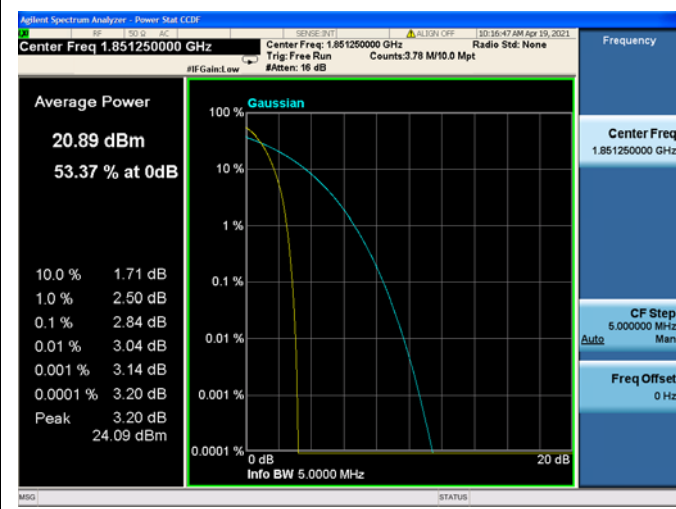 Agilent Spectrum Analyzer - Power Stat CCDF
RF 50 Ω AC SENSE:INT ALIGN OFF 10:16:47 AM Apr 19, 2021
Center Freq 1.851250000 GHz
Center Freq: 1.851250000 GHz Radio Std: None
Trig: Free Run Counts:3.78 M/10.0 Mpt
#IFGain:Low #Atten: 16 dB
Frequency
Average Power
20.89 dBm
53.37 % at 0dB
10.0 % 1.71 dB
1.0 % 2.50 dB
0.1 % 2.84 dB
0.01 % 3.04 dB
0.001 % 3.14 dB
0.0001 % 3.20 dB
Peak 3.20 dB
24.09 dBm
Gaussian
100 %
10 %
1 %
0.1 %
0.01 %
0.001 %
0.0001 %
0 dB 20 dB
Info BW 5.0000 MHz
Center Freq
1.851250000 GHz
CF Step
5.000000 MHz
Auto Man
Freq Offset
0 Hz
MSG STATUS